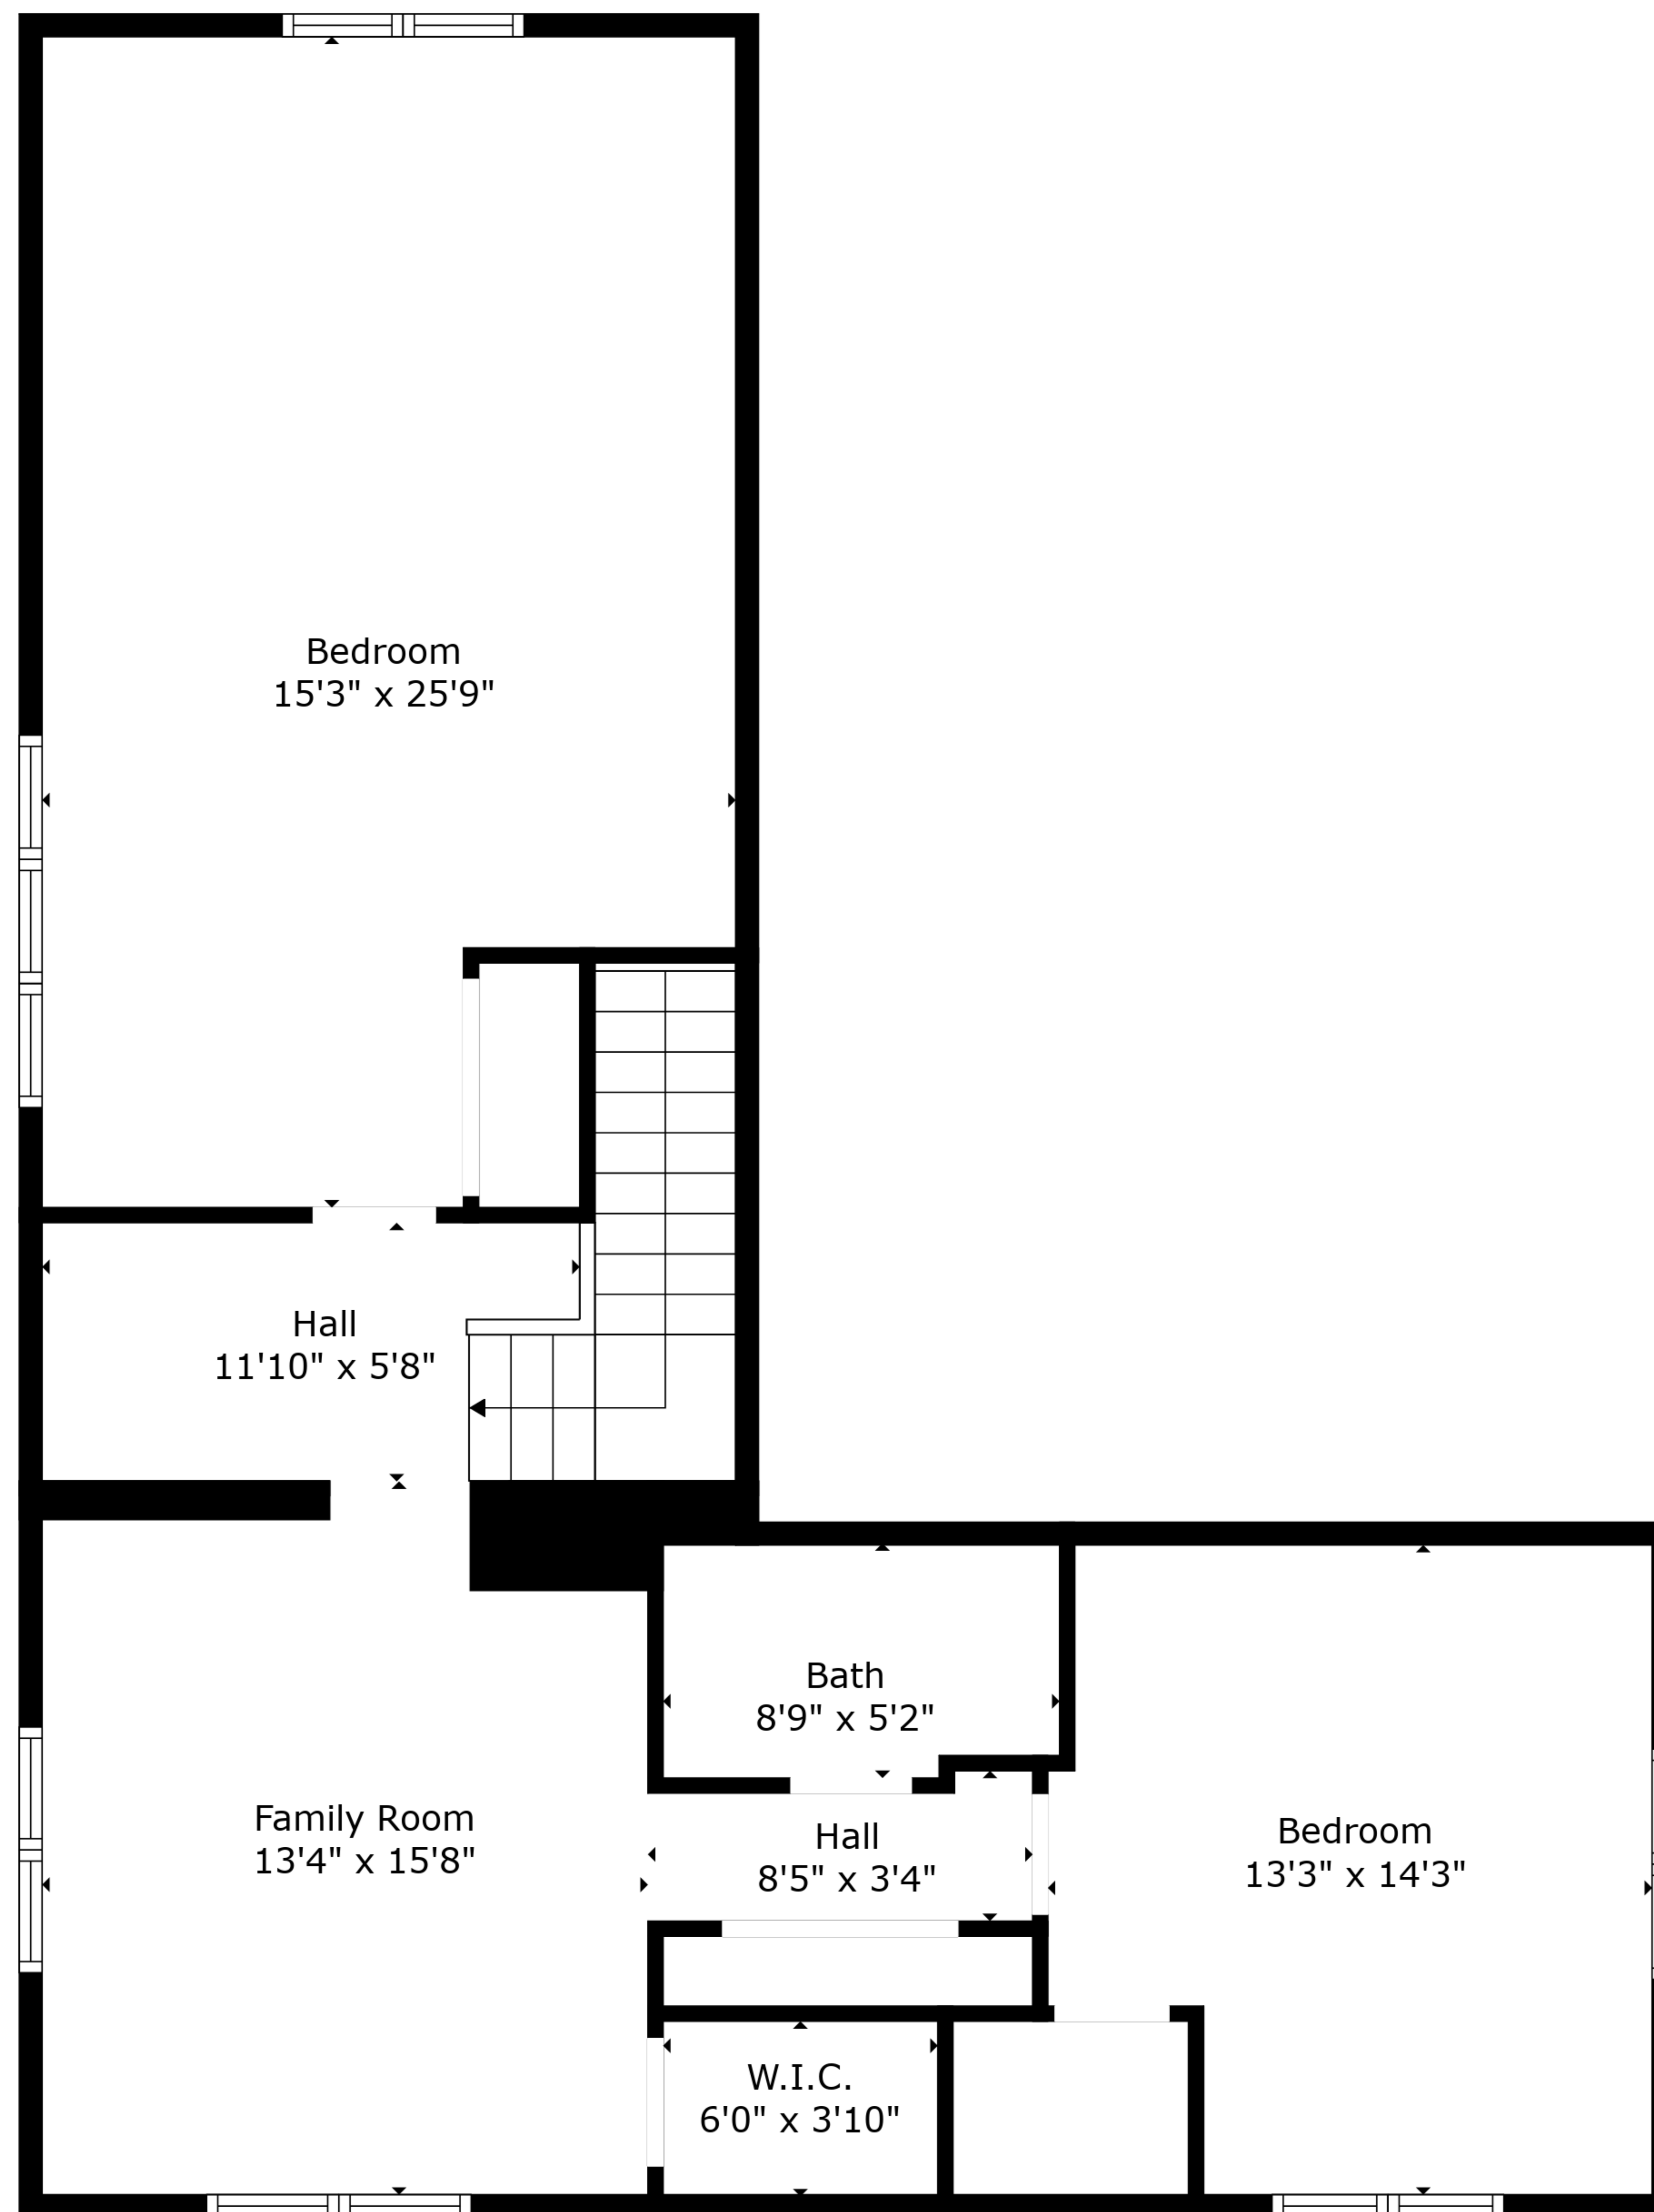 Bedroom
15'3" x 25'9"
Hall
11'10" x 5'8"
Bath
8'9" x 5'2"
Family Room
13'4" x 15'8"
Hall
8'5" x 3'4"
Bedroom
13'3" x 14'3"
W.I.C.
6'0" x 3'10"